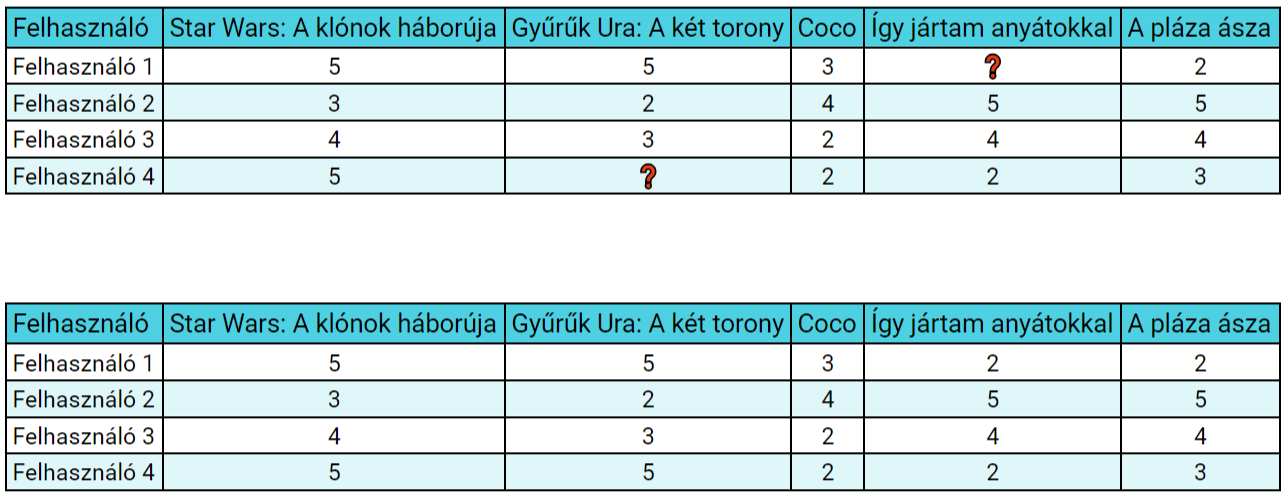 Felhasználó Star Wars: A klónok háborúja Gyűrűk Ura: A két torony Coco Így jártam anyátokkal A pláza ásza
Felhasználó 1 5 5 3 ❓ 2
Felhasználó 2 3 2 4 5 5
Felhasználó 3 4 3 2 4 4
Felhasználó 4 5 ❓ 2 2 3
Felhasználó Star Wars: A klónok háborúja Gyűrűk Ura: A két torony Coco Így jártam anyátokkal A pláza ásza
Felhasználó 1 5 5 3 2 2
Felhasználó 2 3 2 4 5 5
Felhasználó 3 4 3 2 4 4
Felhasználó 4 5 5 2 2 3